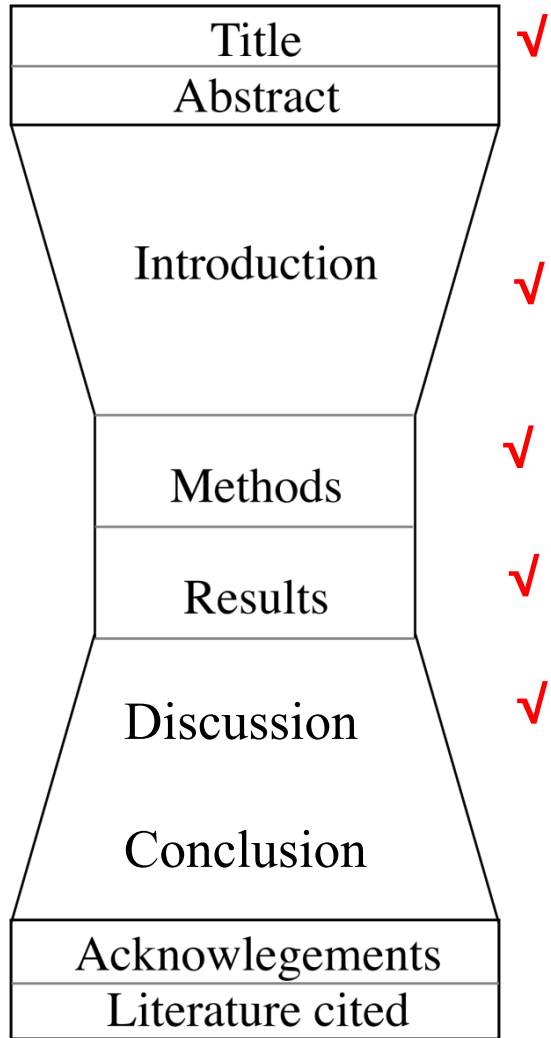 Title √
Abstract
Introduction √
Methods √
Results √
Discussion √
Conclusion
Acknowlegements
Literature cited